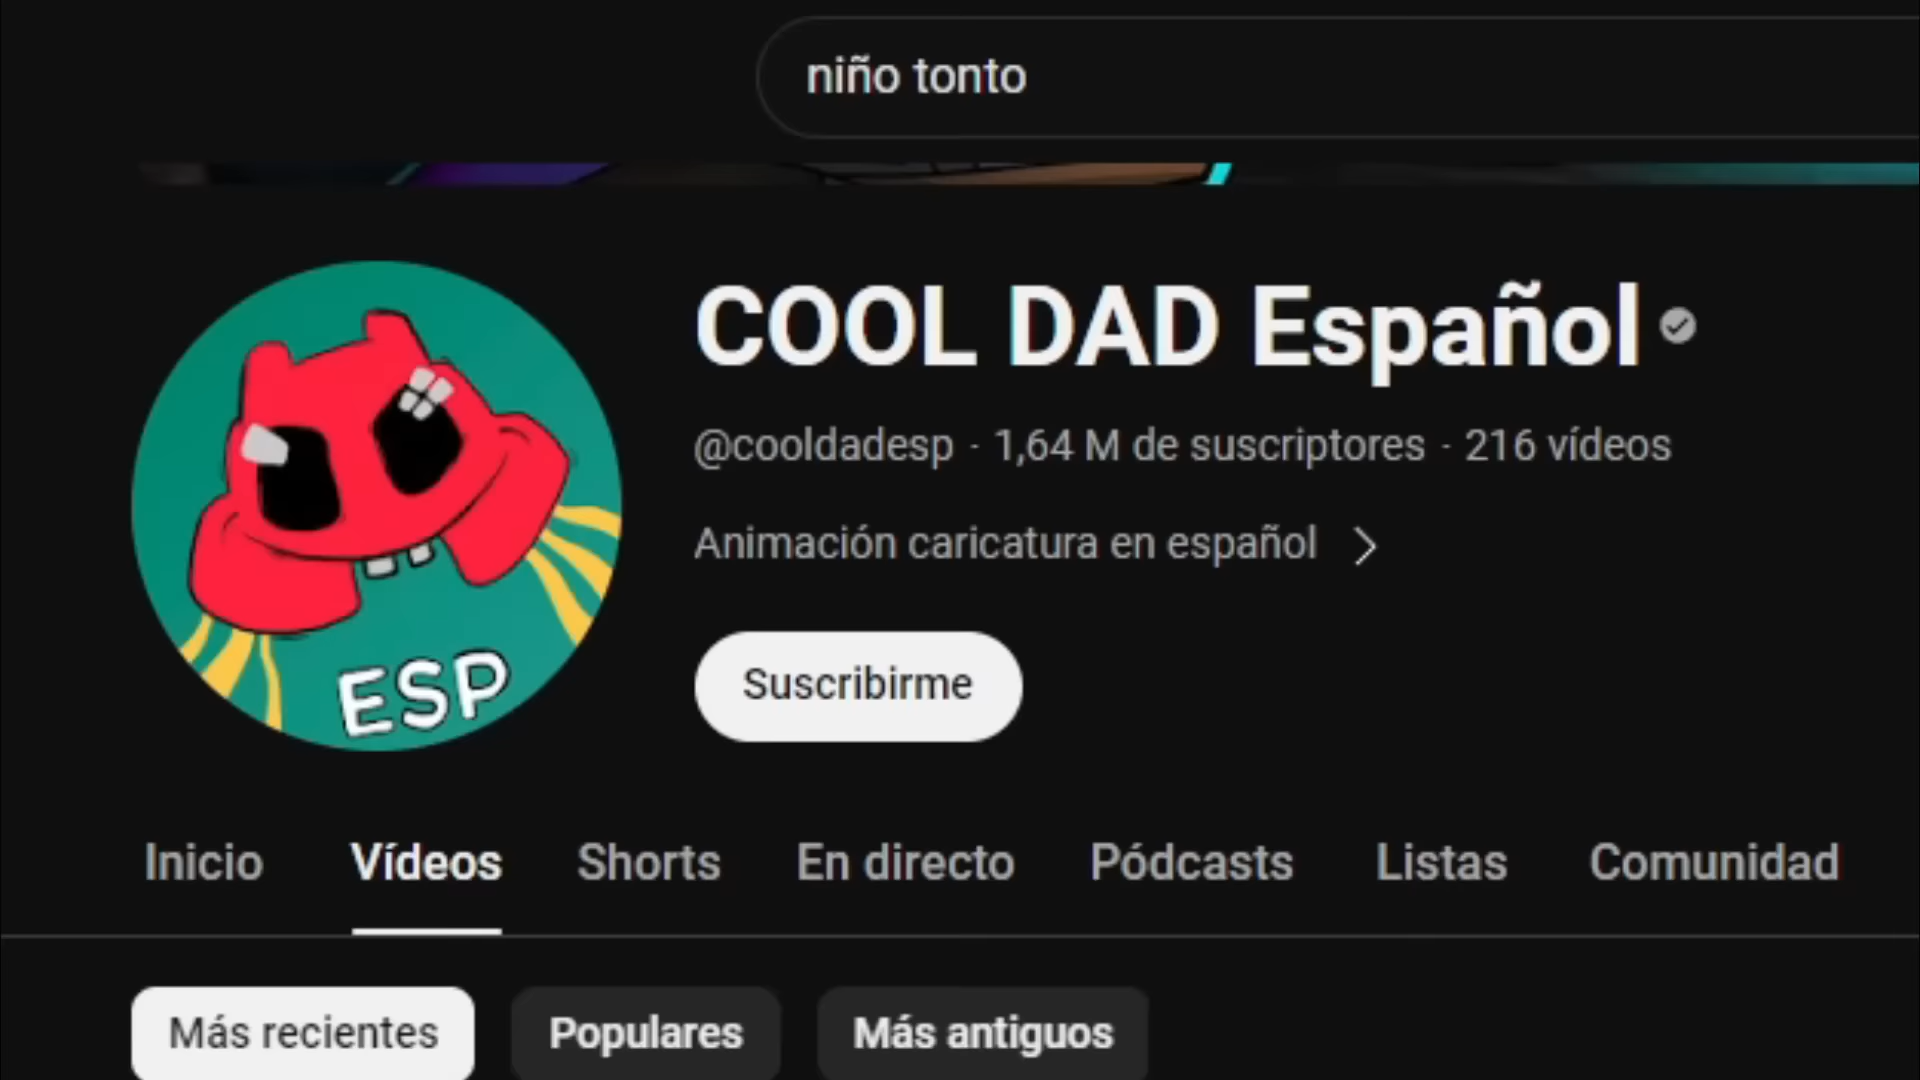 niño tonto
COOL DAD Español
@cooldadesp · 1,64 M de suscriptores · 216 vídeos
Animación caricatura en español
ESP
Suscribirme
Inicio Vídeos Shorts En directo Pódcasts Listas Comunidad
Más recientes Populares Más antiguos